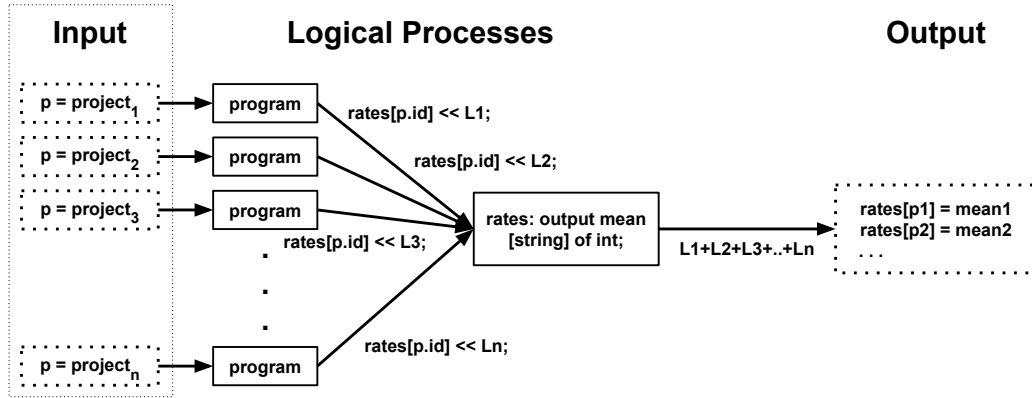 Input
Logical Processes
Output
p = project1
program
rates[p.id] << L1;
p = project2
program
rates[p.id] << L2;
p = project3
program
rates[p.id] << L3;
rates: output mean
[string] of int;
L1+L2+L3+..+Ln
rates[p1] = mean1
rates[p2] = mean2
. . .
.
.
.
p = projectn
program
rates[p.id] << Ln;